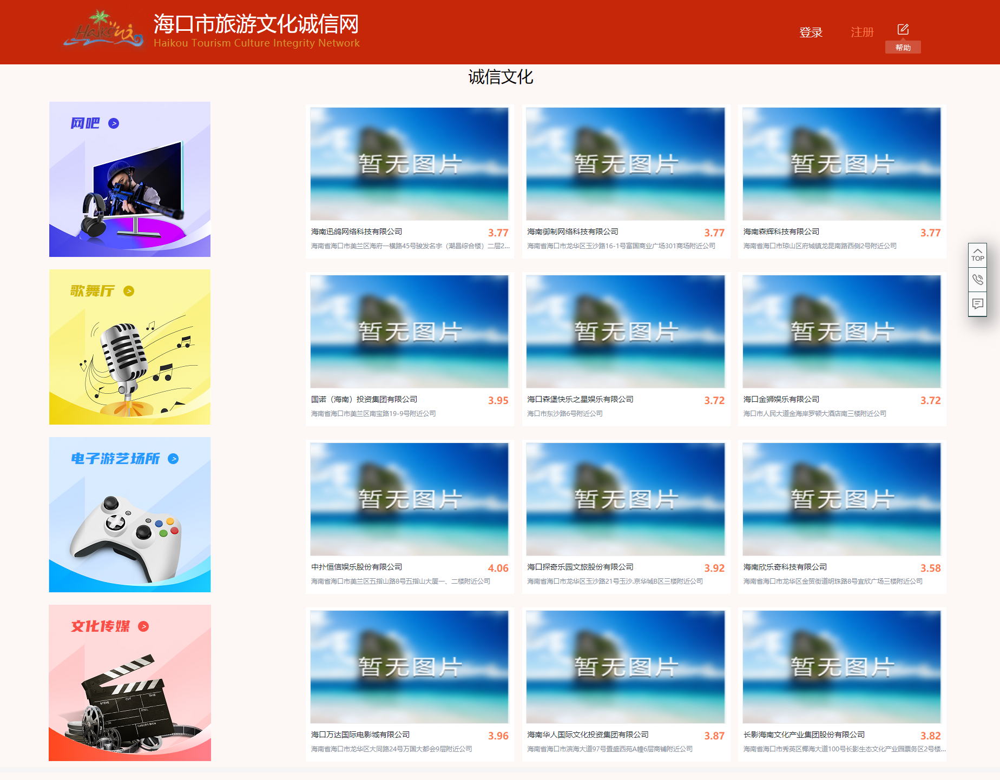 Haikou
海口市旅游文化诚信网
Haikou Tourism Culture Integrity Network
登录
注册
帮助
诚信文化
网吧 >
暂无图片
暂无图片
暂无图片
海南迅鸽网络科技有限公司 3.77
海南省海口市美兰区海府一横路45号骏发名宇（潮昌综合楼）二层2...
海南御制网络科技有限公司 3.77
海南省海口市龙华区玉沙路16-1号富国商业广场301商场附近公司
海南森辉科技有限公司 3.77
海南省海口市琼山区府城镇龙昆南路西侧2号附近公司
TOP
歌舞厅 >
暂无图片
暂无图片
暂无图片
国诺（海南）投资集团有限公司 3.95
海南省海口市美兰区南宝路19-9号附近公司
海口森堡快乐之星娱乐有限公司 3.72
海口市东沙路6号附近公司
海口金狮娱乐有限公司 3.72
海口市人民大道金海岸罗顿大酒店南三楼附近公司
电子游艺场所 >
暂无图片
暂无图片
暂无图片
中扑恒信娱乐股份有限公司 4.06
海南省海口市美兰区五指山路8号五指山大厦一、二楼附近公司
海口探奇乐园文旅股份有限公司 3.92
海南省海口市龙华区玉沙路21号玉沙.京华城B区三楼附近公司
海南欣乐奇科技有限公司 3.58
海南省海口市龙华区金贸街道明珠路8号宜欣广场三楼附近公司
文化传媒 >
SCENE
CUT
TAKE
ROLL
暂无图片
暂无图片
暂无图片
海口万达国际电影城有限公司 3.96
海南省海口市龙华区大同路24号万国大都会9层附近公司
海南华人国际文化投资集团有限公司 3.87
海南省海口市滨海大道97号置盛西苑A幢6层商铺附近公司
长影海南文化产业集团股份有限公司 3.82
海南省海口市秀英区椰海大道100号长影生态文化产业园票务区2号楼...